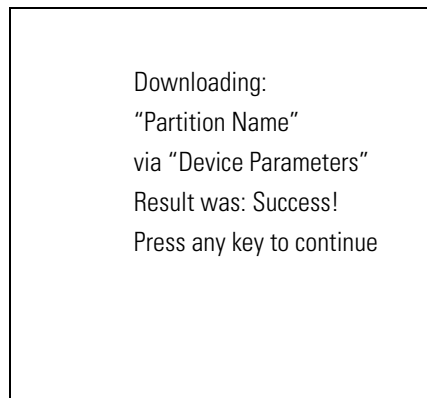 Downloading:
“Partition Name”
via “Device Parameters”
Result was: Success!
Press any key to continue